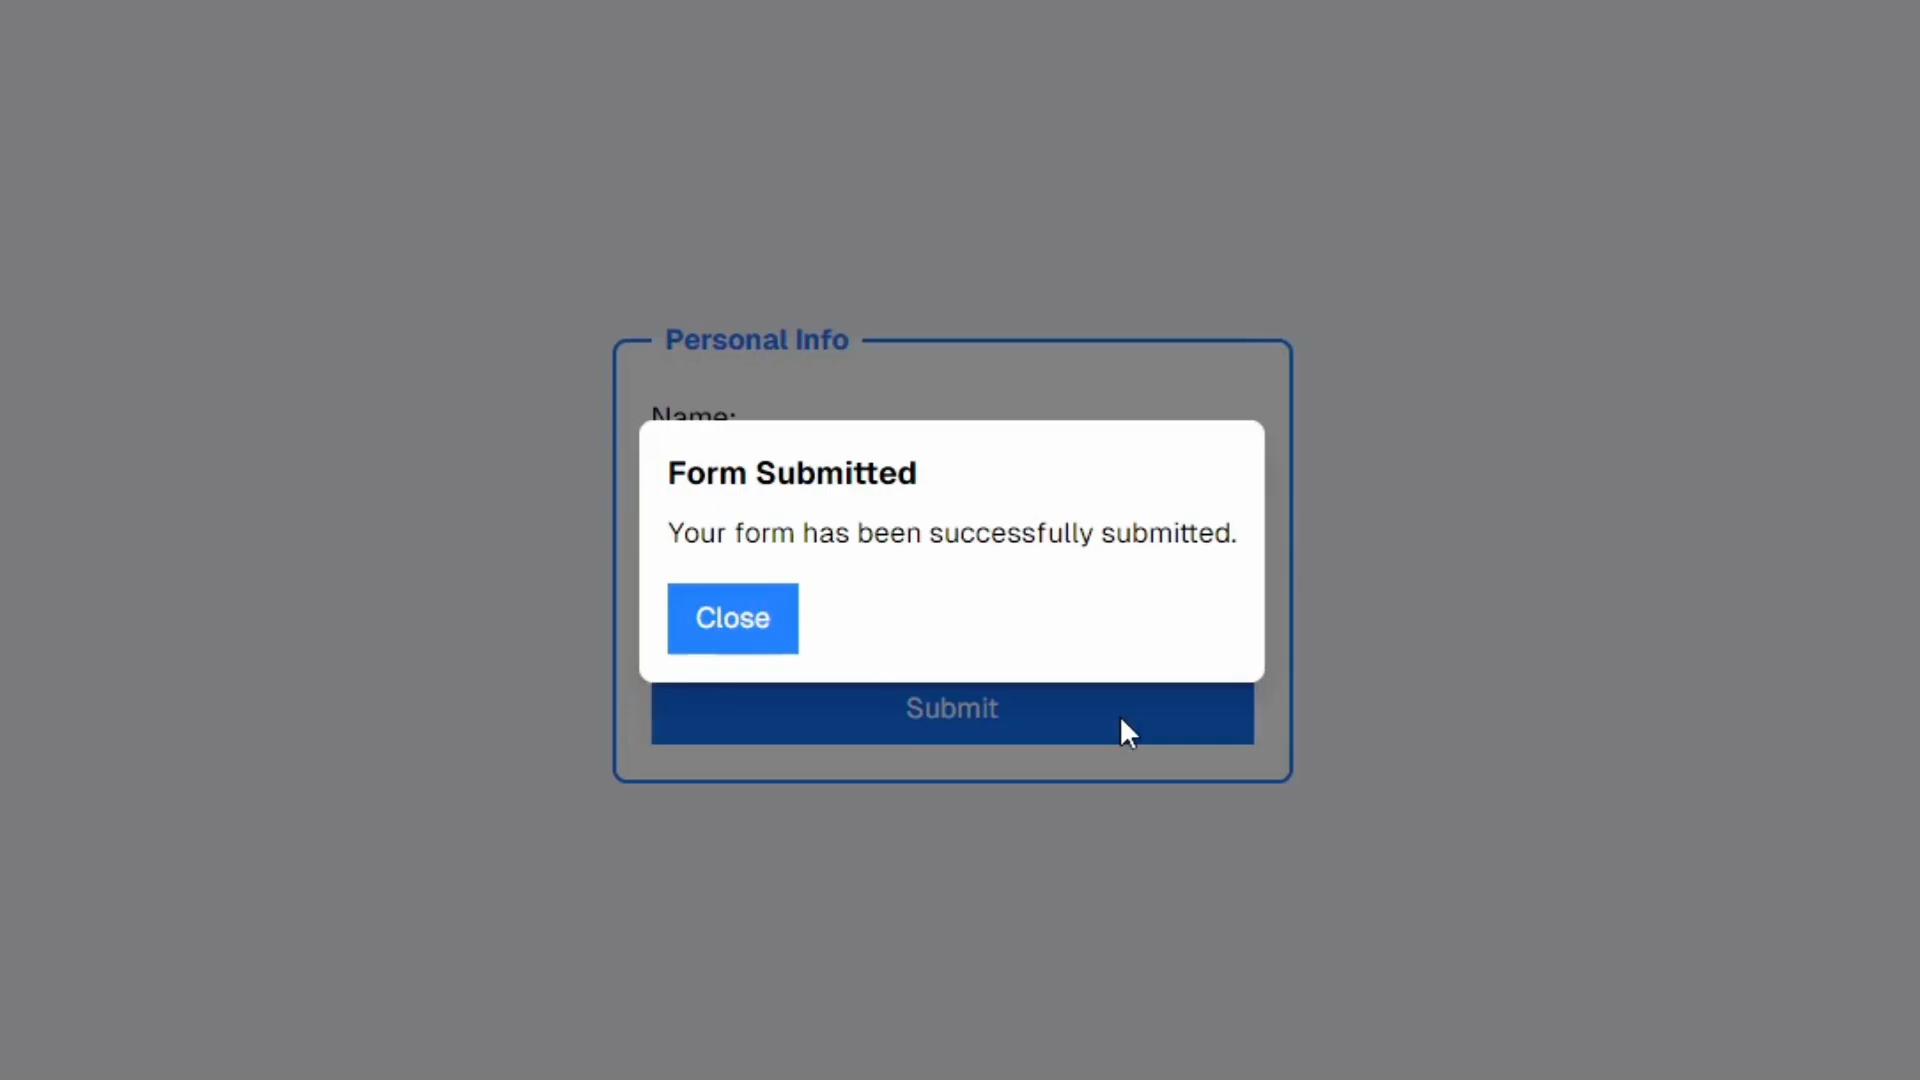 Personal Info
Name:
Form Submitted
Your form has been successfully submitted.
Close
Submit